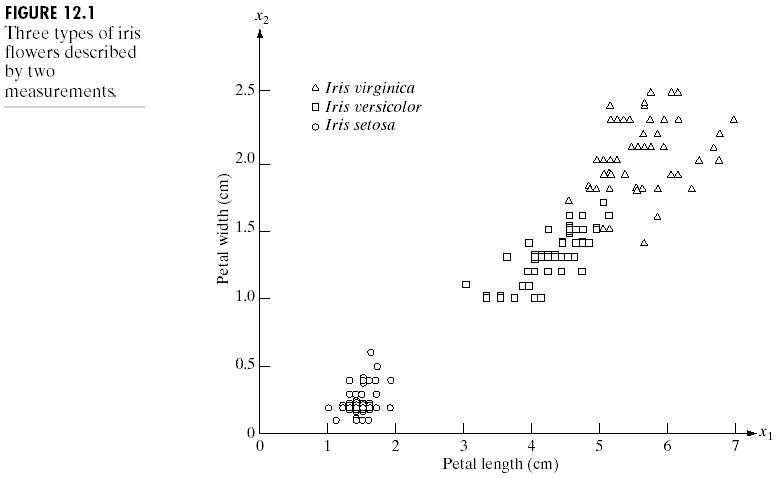 FIGURE 12.1
Three types of iris
flowers described
by two
measurements.
x2
2.5
2.0
1.5
1.0
0.5
0
Petal width (cm)
Iris virginica
Iris versicolor
Iris setosa
0 1 2 3 4 5 6 7
x1
Petal length (cm)